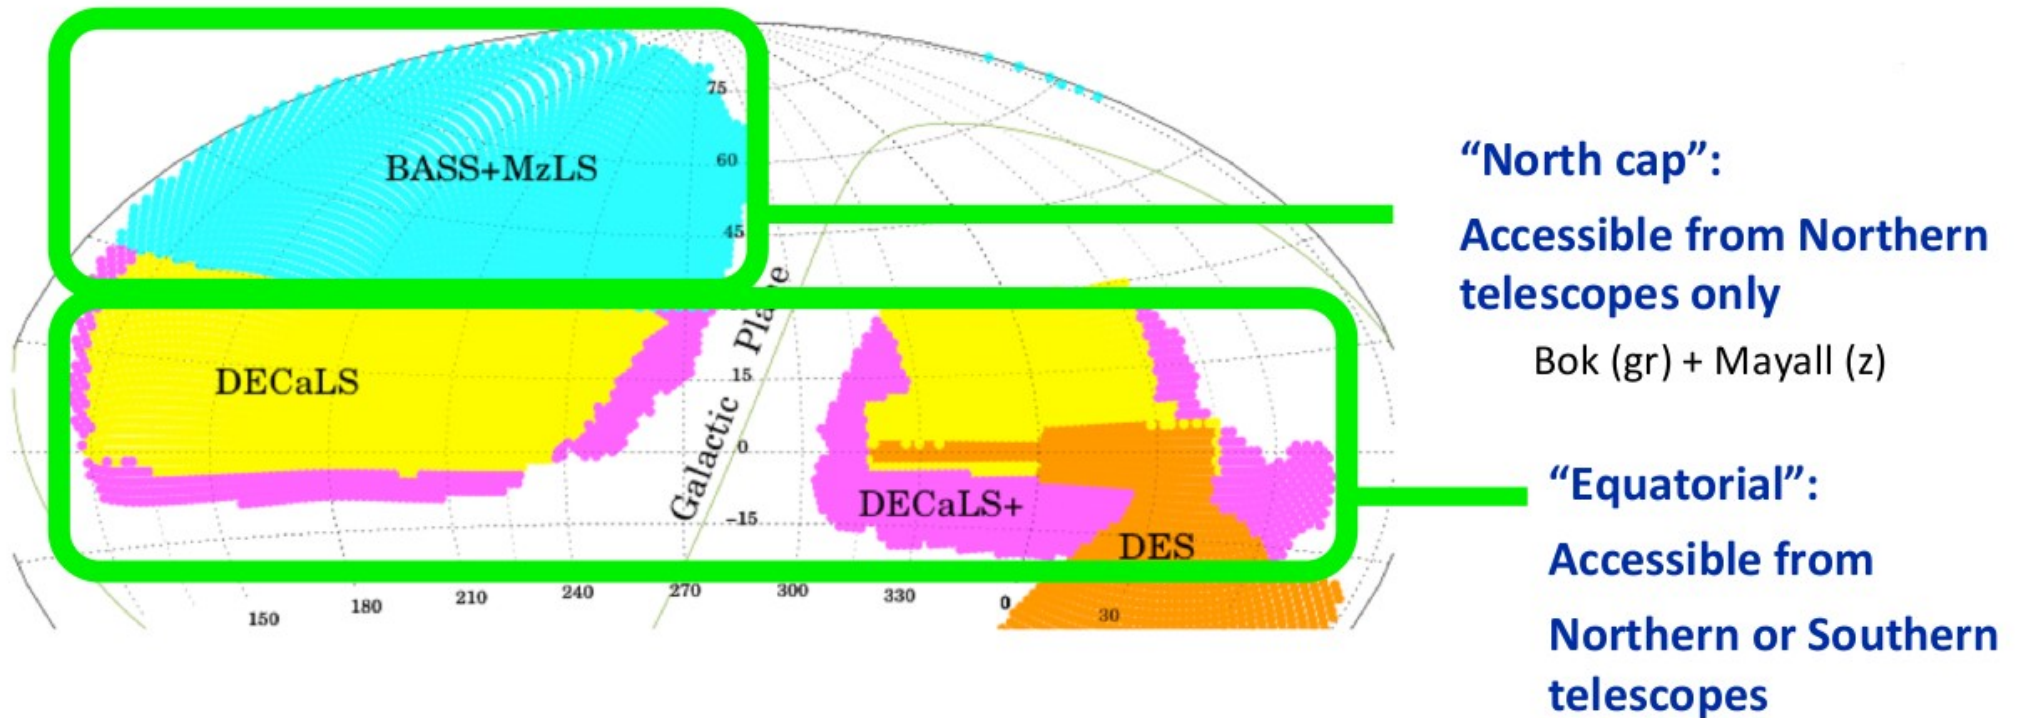 75
BASS+MzLS
60
45
"North cap":
Accessible from Northern
telescopes only
Bok (gr) + Mayall (z)
DECaLS
15
Galactic Plane
0
DECaLS+
-15
DES
"Equatorial":
Accessible from
Northern or Southern
telescopes
150
180
210
240
270
300
330
0
30